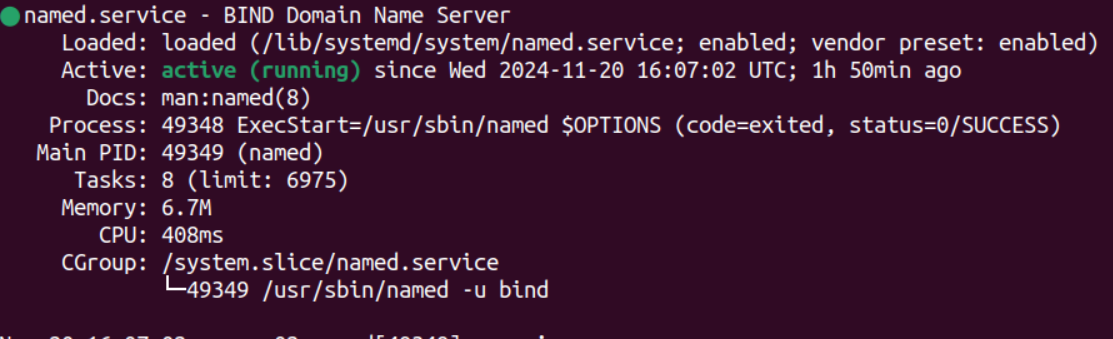 ● named.service - BIND Domain Name Server
Loaded: loaded (/lib/systemd/system/named.service; enabled; vendor preset: enabled)
Active: active (running) since Wed 2024-11-20 16:07:02 UTC; 1h 50min ago
Docs: man:named(8)
Process: 49348 ExecStart=/usr/sbin/named $OPTIONS (code=exited, status=0/SUCCESS)
Main PID: 49349 (named)
Tasks: 8 (limit: 6975)
Memory: 6.7M
CPU: 408ms
CGroup: /system.slice/named.service
└─49349 /usr/sbin/named -u bind